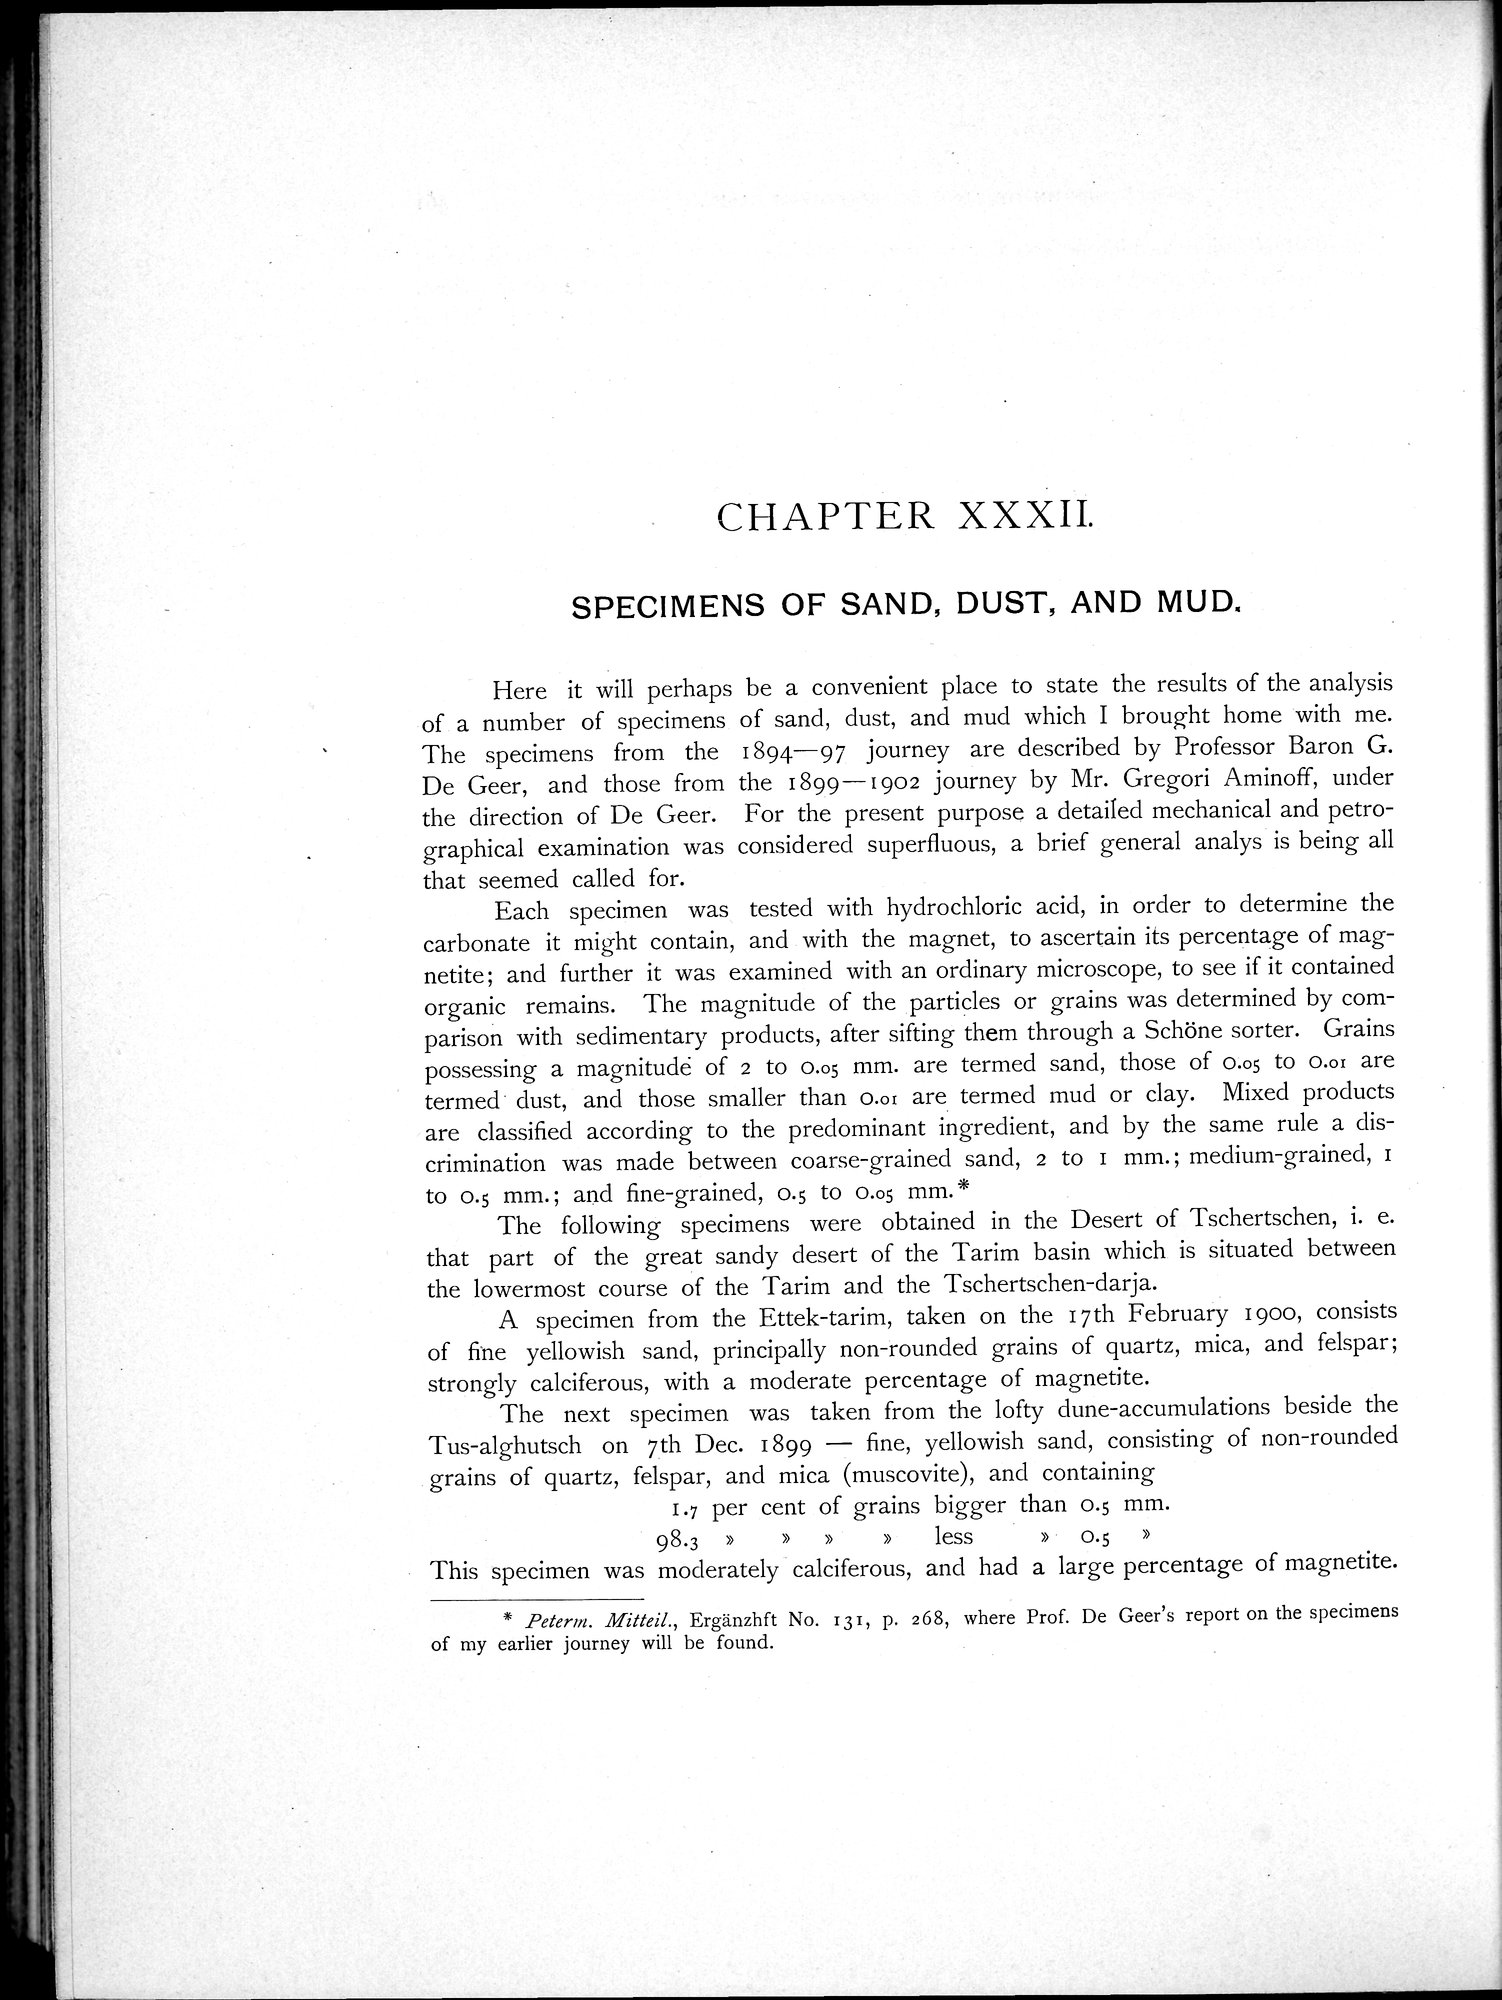 CHAPTER XXXII.
SPECIMENS OF SAND, DUST, AND MUD.
Here it will perhaps be a convenient place to state the results of the analysis
of a number of specimens of sand, dust, and mud which I brought home with me.
The specimens from the 1894—97 journey are described by Professor Baron G.
De Geer, and those from the 1899—1902 journey by Mr. Gregori Aminoff, under
the direction of De Geer. For the present purpose a detailed mechanical and petro-
graphical examination was considered superfluous, a brief general analys is being all
that seemed called for.
Each specimen was tested with hydrochloric acid, in order to determine the
carbonate it might contain, and with the magnet, to ascertain its percentage of mag-
netite; and further it was examined with an ordinary microscope, to see if it contained
organic remains. The magnitude of the particles or grains was determined by com-
parison with sedimentary products, after sifting them through a Schöne sorter. Grains
possessing a magnitude of 2 to 0.05 mm. are termed sand, those of 0.05 to 0.01 are
termed dust, and those smaller than 0.01 are termed mud or clay. Mixed products
are classified according to the predominant ingredient, and by the same rule a dis-
crimination was made between coarse-grained sand, 2 to 1 mm.; medium-grained, 1
to 0.5 mm.; and fine-grained, 0.5 to 0.05 mm.*
The following specimens were obtained in the Desert of Tschertschen, i. e.
that part of the great sandy desert of the Tarim basin which is situated between
the lowermost course of the Tarim and the Tschertschen-darja.
A specimen from the Ettek-tarim, taken on the 17th February 1900, consists
of fine yellowish sand, principally non-rounded grains of quartz, mica, and felspar;
strongly calciferous, with a moderate percentage of magnetite.
The next specimen was taken from the lofty dune-accumulations beside the
Tus-alghutsch on 7th Dec. 1899 — fine, yellowish sand, consisting of non-rounded
grains of quartz, felspar, and mica (muscovite), and containing
1.7 per cent of grains bigger than 0.5 mm.
98.3 » » » » less » 0.5 »
This specimen was moderately calciferous, and had a large percentage of magnetite.
* Peterm. Mitteil., Ergänzhft No. 131, p. 268, where Prof. De Geer's report on the specimens
of my earlier journey will be found.